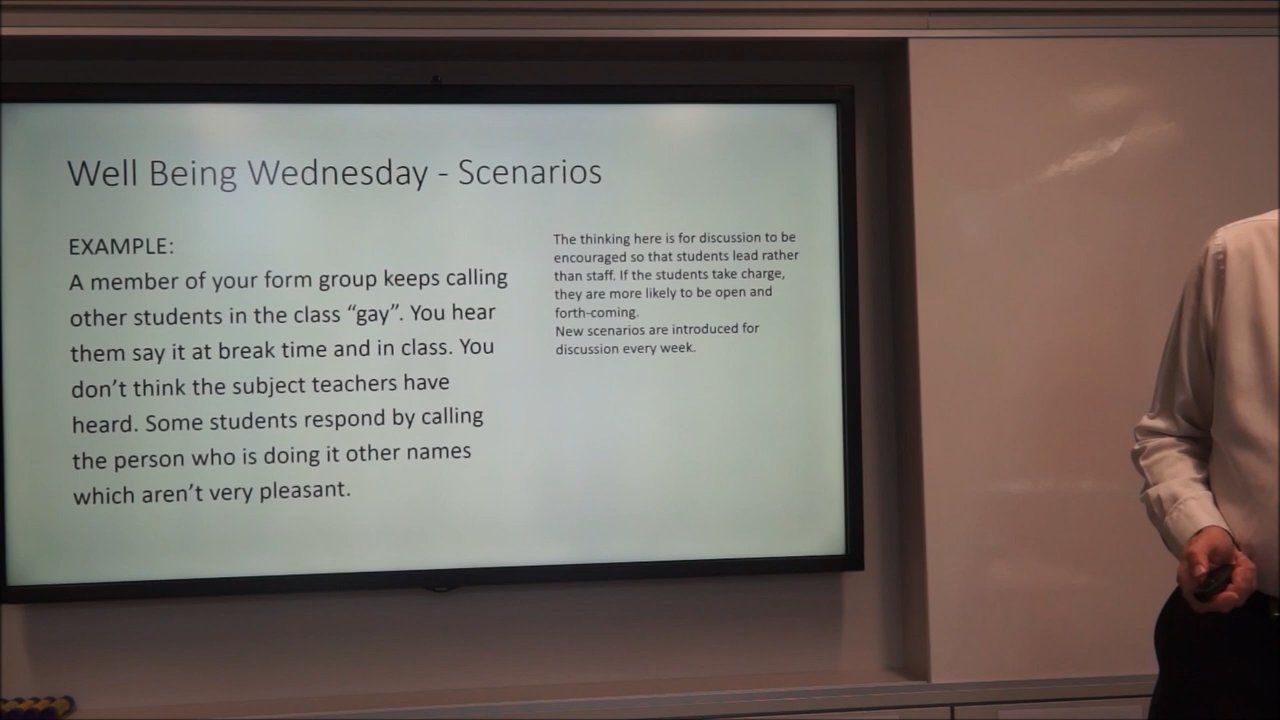 Well Being Wednesday - Scenarios
EXAMPLE:
A member of your form group keeps calling
other students in the class “gay”. You hear
them say it at break time and in class. You
don’t think the subject teachers have
heard. Some students respond by calling
the person who is doing it other names
which aren’t very pleasant.
The thinking here is for discussion to be
encouraged so that students lead rather
than staff. If the students take charge,
they are more likely to be open and
forth-coming.
New scenarios are introduced for
discussion every week.